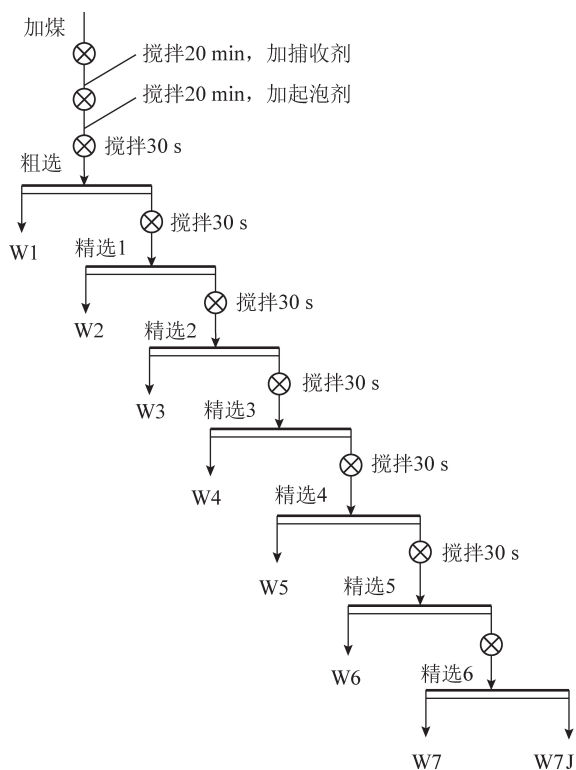 加煤
搅拌20 min，加捕收剂
搅拌20 min，加起泡剂
搅拌30 s
粗选
搅拌30 s
W1
精选1
搅拌30 s
W2
精选2
搅拌30 s
W3
精选3
搅拌30 s
W4
精选4
搅拌30 s
W5
精选5
W6
精选6
W7
W7J